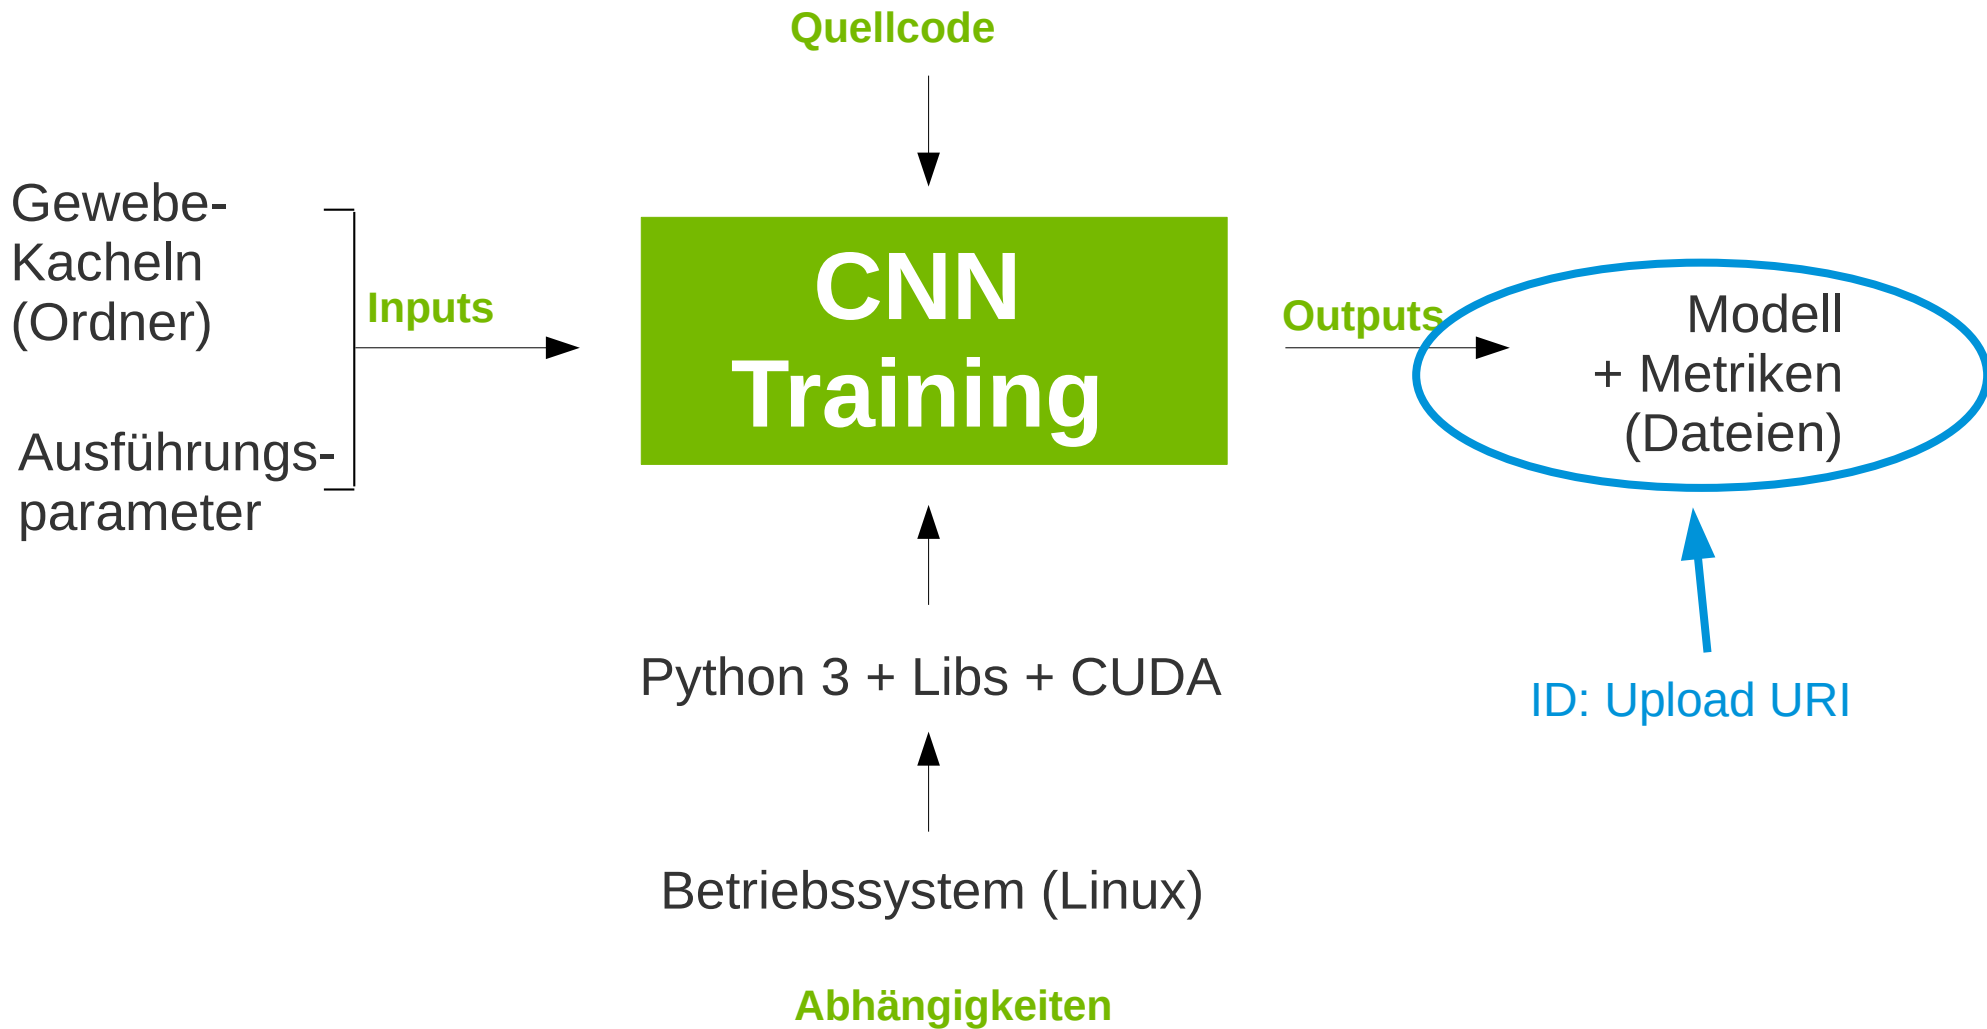 Quellcode
Gewebe-
Kacheln
(Ordner)
Ausführungs-
parameter
Inputs
CNN
Training
Outputs
Modell
+ Metriken
(Dateien)
Python 3 + Libs + CUDA
ID: Upload URI
Betriebssystem (Linux)
Abhängigkeiten